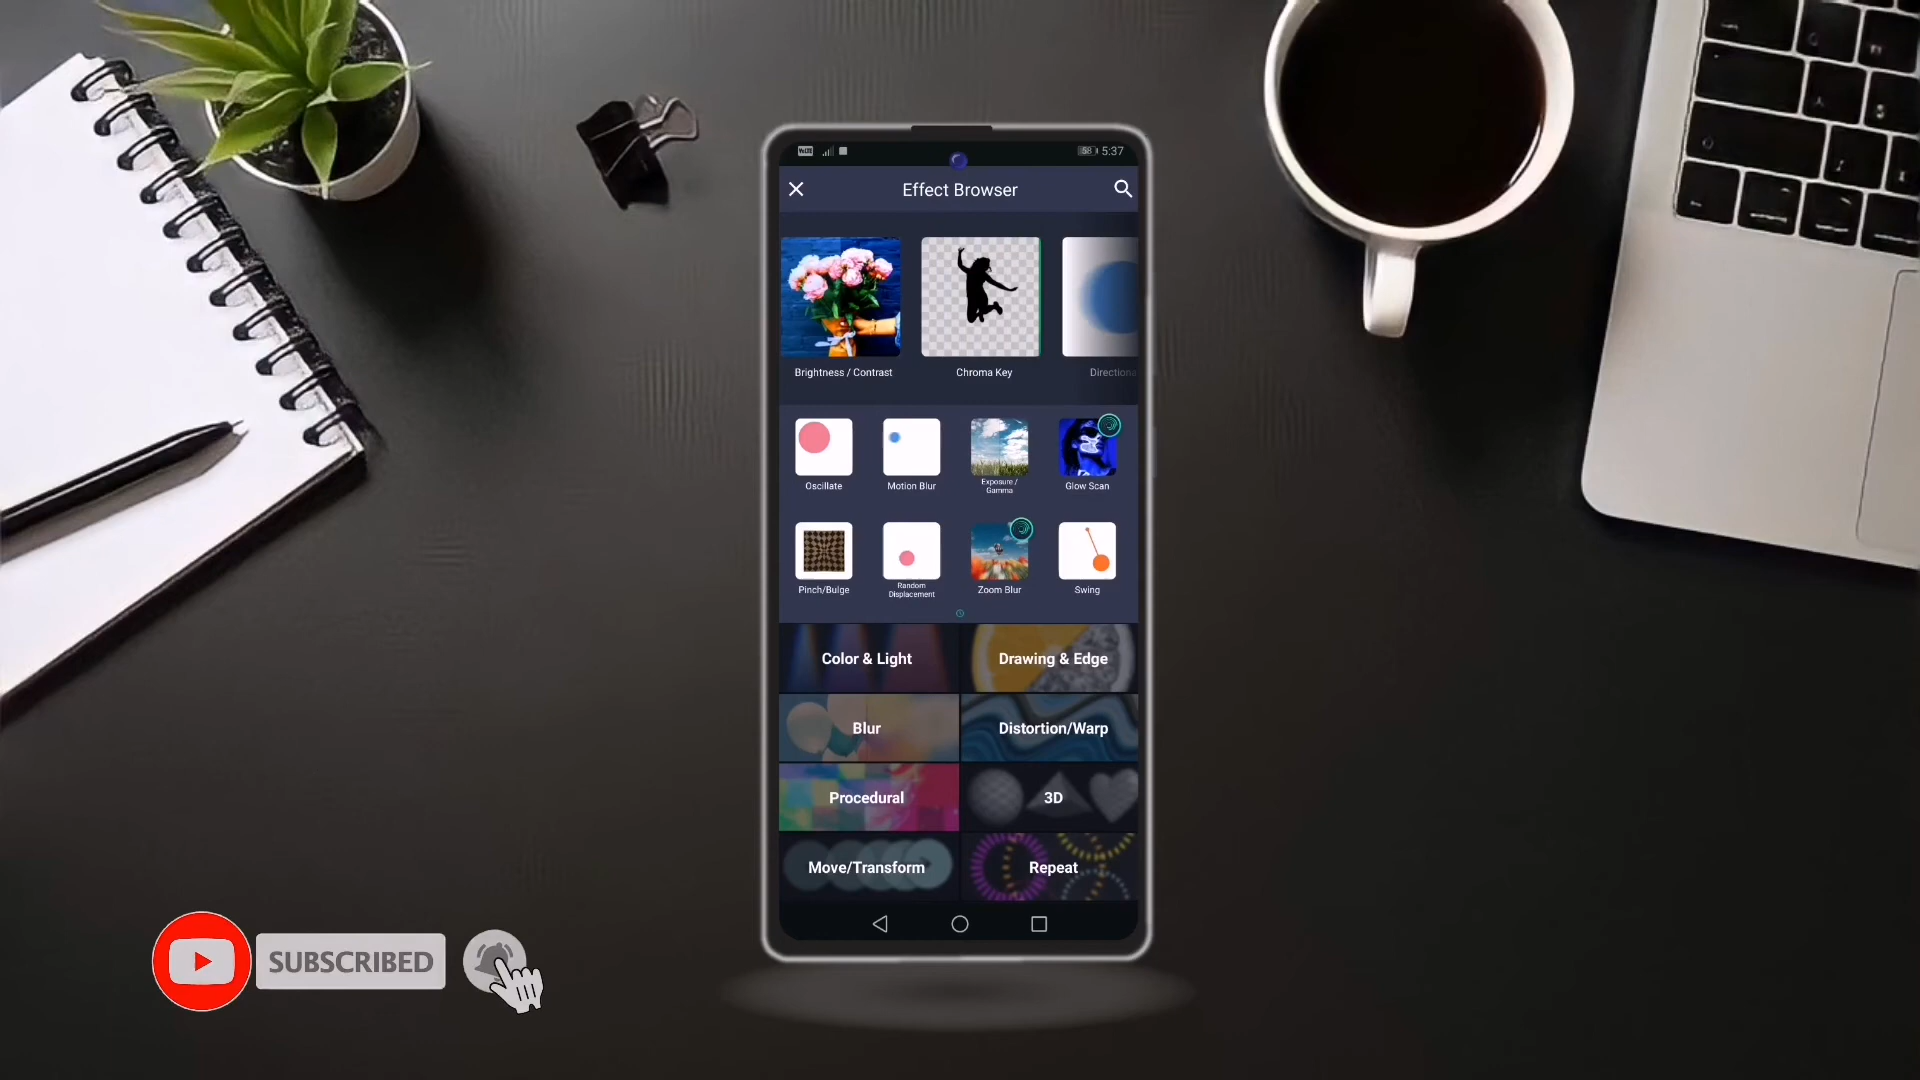 58 5:37
Effect Browser
Brightness / Contrast
Chroma Key
Directiona
Oscillate
Motion Blur
Exposure /
Gamma
Glow Scan
Pinch/Bulge
Random
Displacement
Zoom Blur
Swing
Color & Light
Drawing & Edge
Blur
Distortion/Warp
Procedural
3D
Move/Transform
Repeat
SUBSCRIBED